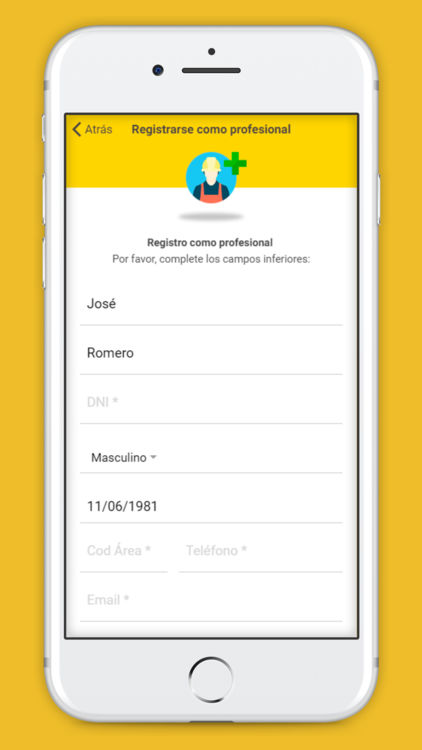 Atrás Registrarse como profesional
Registro como profesional
Por favor, complete los campos inferiores:
José
Romero
DNI *
Masculino
11/06/1981
Cod Área * Teléfono *
Email *